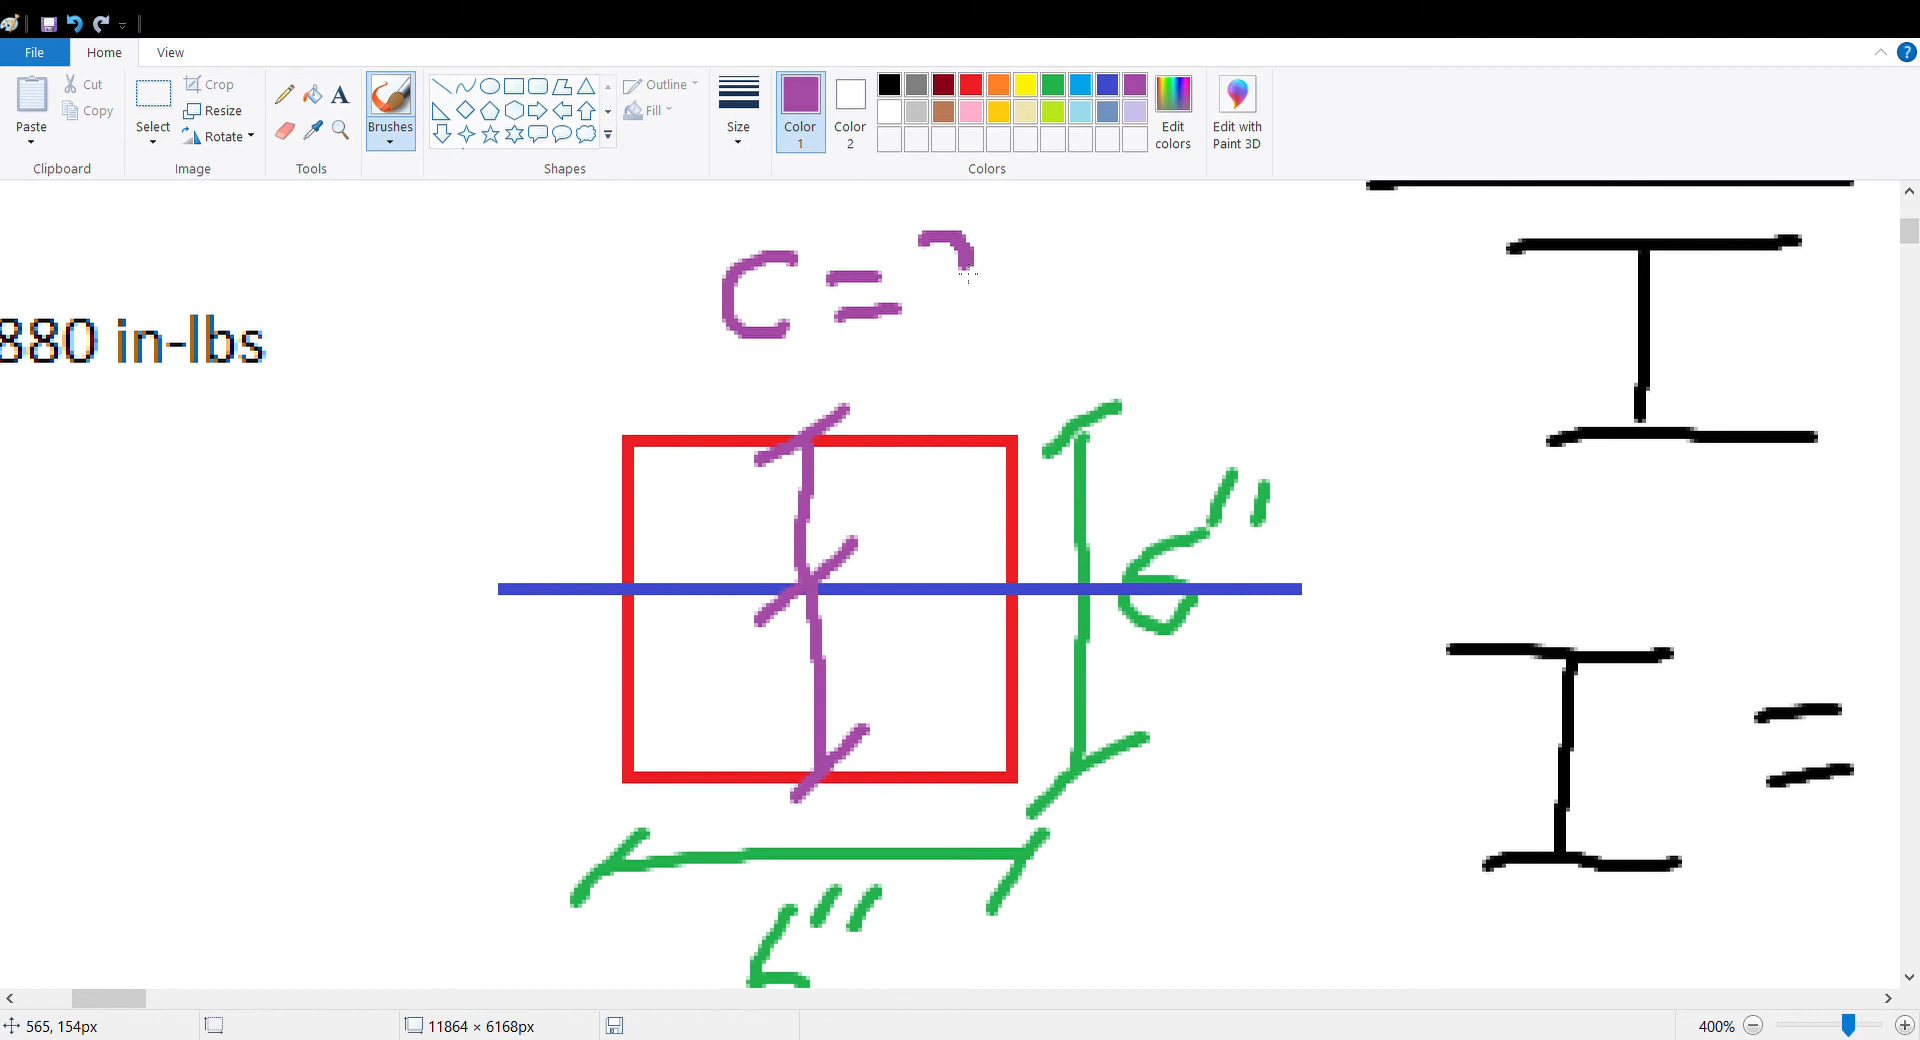 File Home View
Paste Cut Copy Clipboard
Select Crop Resize Rotate Image
A Tools
Brushes
Shapes
Outline Fill
Size
Color 1 Color 2
Edit colors
Colors
Edit with Paint 3D
?
C =
880 in-lbs
I
6"
I =
"
565, 154px
11864 × 6168px
400%